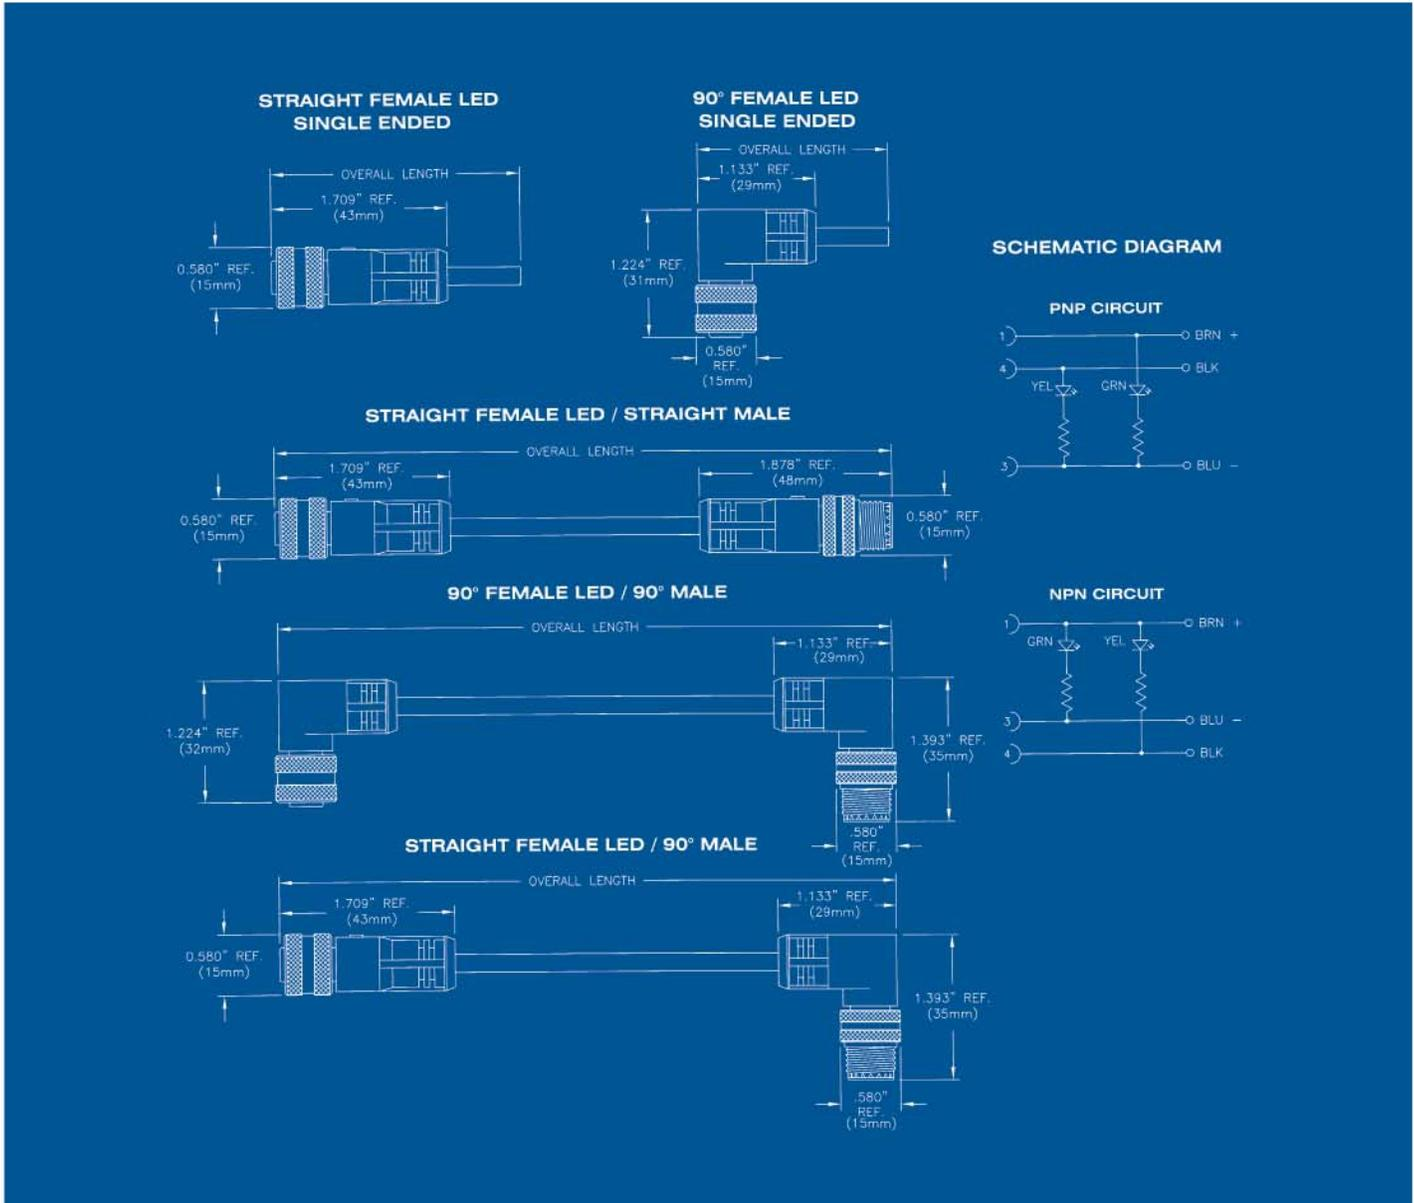 STRAIGHT FEMALE LED
SINGLE ENDED
OVERALL LENGTH
1.709" REF.
(43mm)
0.580" REF.
(15mm)
90° FEMALE LED
SINGLE ENDED
OVERALL LENGTH
1.133" REF.
(29mm)
1.224" REF.
(31mm)
0.580"
REF.
(15mm)
SCHEMATIC DIAGRAM
PNP CIRCUIT
1
BRN +
4
BLK
YEL
GRN
3
BLU -
STRAIGHT FEMALE LED / STRAIGHT MALE
OVERALL LENGTH
1.709" REF.
(43mm)
1.878" REF.
(48mm)
0.580" REF.
(15mm)
0.580" REF.
(15mm)
90° FEMALE LED / 90° MALE
OVERALL LENGTH
1.133" REF.
(29mm)
1.224" REF.
(32mm)
1.393" REF.
(35mm)
.580"
REF.
(15mm)
NPN CIRCUIT
1
BRN +
GRN
YEL
3
BLU -
4
BLK
STRAIGHT FEMALE LED / 90° MALE
OVERALL LENGTH
1.709" REF.
(43mm)
1.133" REF.
(29mm)
0.580" REF.
(15mm)
1.393" REF.
(35mm)
.580"
REF.
(15mm)